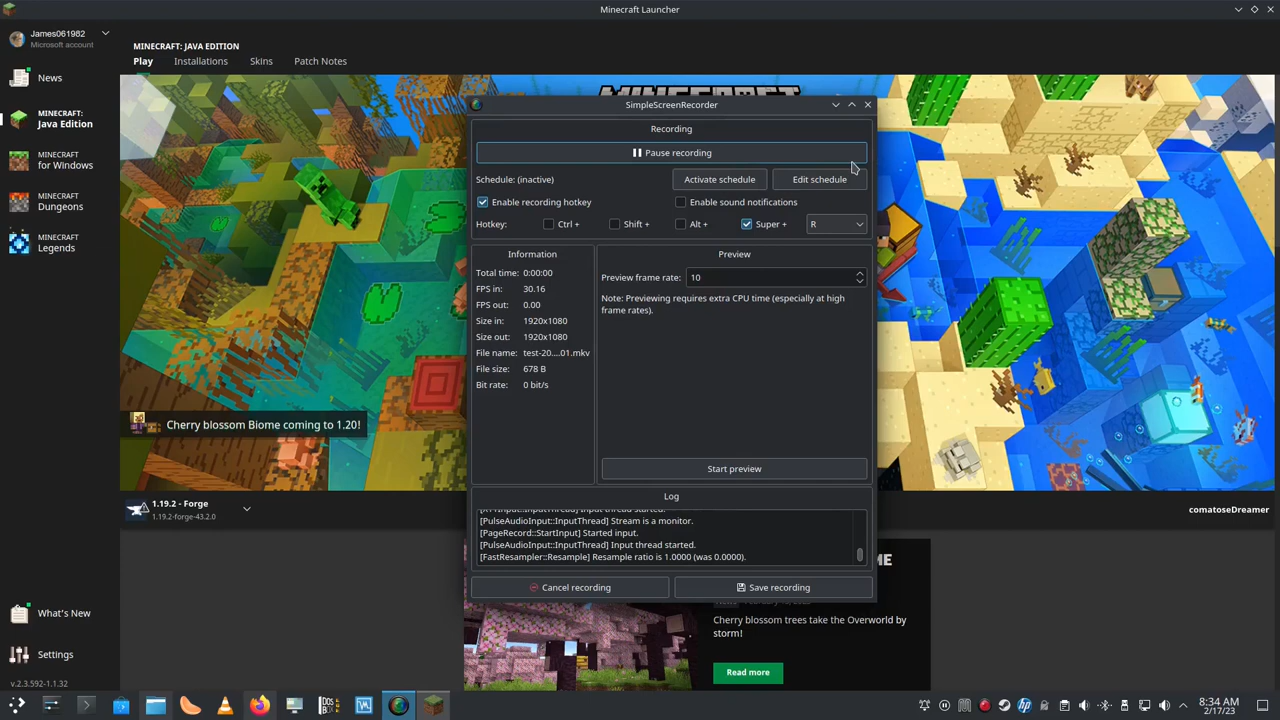 Minecraft Launcher
James061982
Microsoft account
MINECRAFT: JAVA EDITION
Play
Installations
Skins
Patch Notes
News
MINECRAFT:
Java Edition
MINECRAFT
for Windows
MINECRAFT
Dungeons
MINECRAFT
Legends
What's New
Settings
v.2.3.592-1.1.32
MINECRAFT
Cherry blossom Biome coming to 1.20!
1.19.2 - Forge
1.19.2-forge-43.2.0
comatoseDreamer
SimpleScreenRecorder
Recording
Pause recording
Schedule: (inactive)
Activate schedule
Edit schedule
Enable recording hotkey
Enable sound notifications
Hotkey:
Ctrl +
Shift +
Alt +
Super +
R
Information
Total time: 0:00:00
FPS in: 30.16
FPS out: 0.00
Size in: 1920x1080
Size out: 1920x1080
File name: test-20....01.mkv
File size: 678 B
Bit rate: 0 bit/s
Preview
Preview frame rate: 10
Note: Previewing requires extra CPU time (especially at high
frame rates).
Start preview
Log
[PulseAudioInput::InputThread] Stream is a monitor.
[PageRecord::StartInput] Started input.
[PulseAudioInput::InputThread] Input thread started.
[FastResampler::Resample] Resample ratio is 1.0000 (was 0.0000).
Cancel recording
Save recording
Cherry blossom trees take the Overworld by
storm!
Read more
DOS
8:34 AM
2/17/23